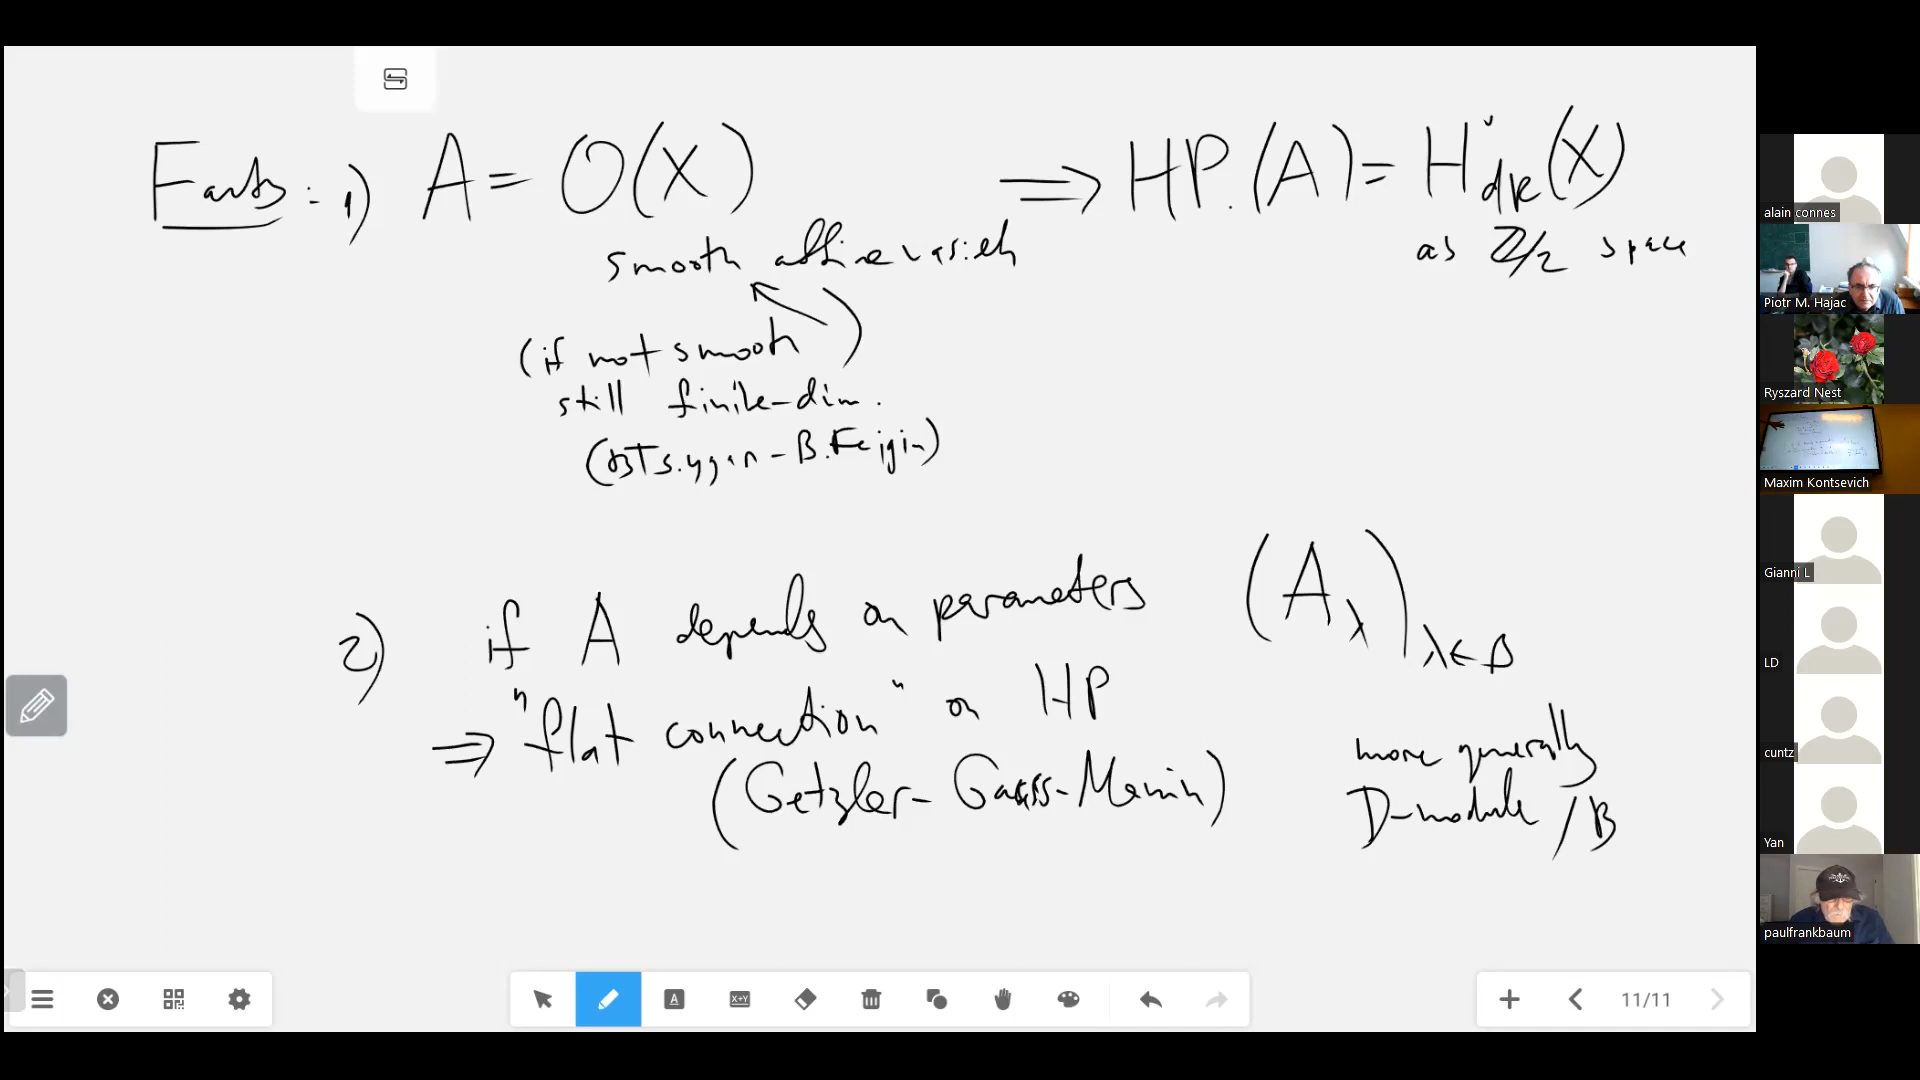 Facts: 1) A = O(X) ⟹ HP.(A) = H˙dR(X)
smooth affine variety
as Z/2 space
(if not smooth)
still finite-dim.
(B.Tsygan - B.Feigin)
2) if A depends on parameters (A_λ)_{λ∈B}
⟹ "flat connection" on HP
(Getzler-Gauss-Manin)
more generally
D-module /B
11/11
A
X+Y
alain connes
Piotr M. Hajac
Ryszard Nest
Maxim Kontsevich
Gianni L
LD
cuntz
Yan
paulfrankbaum